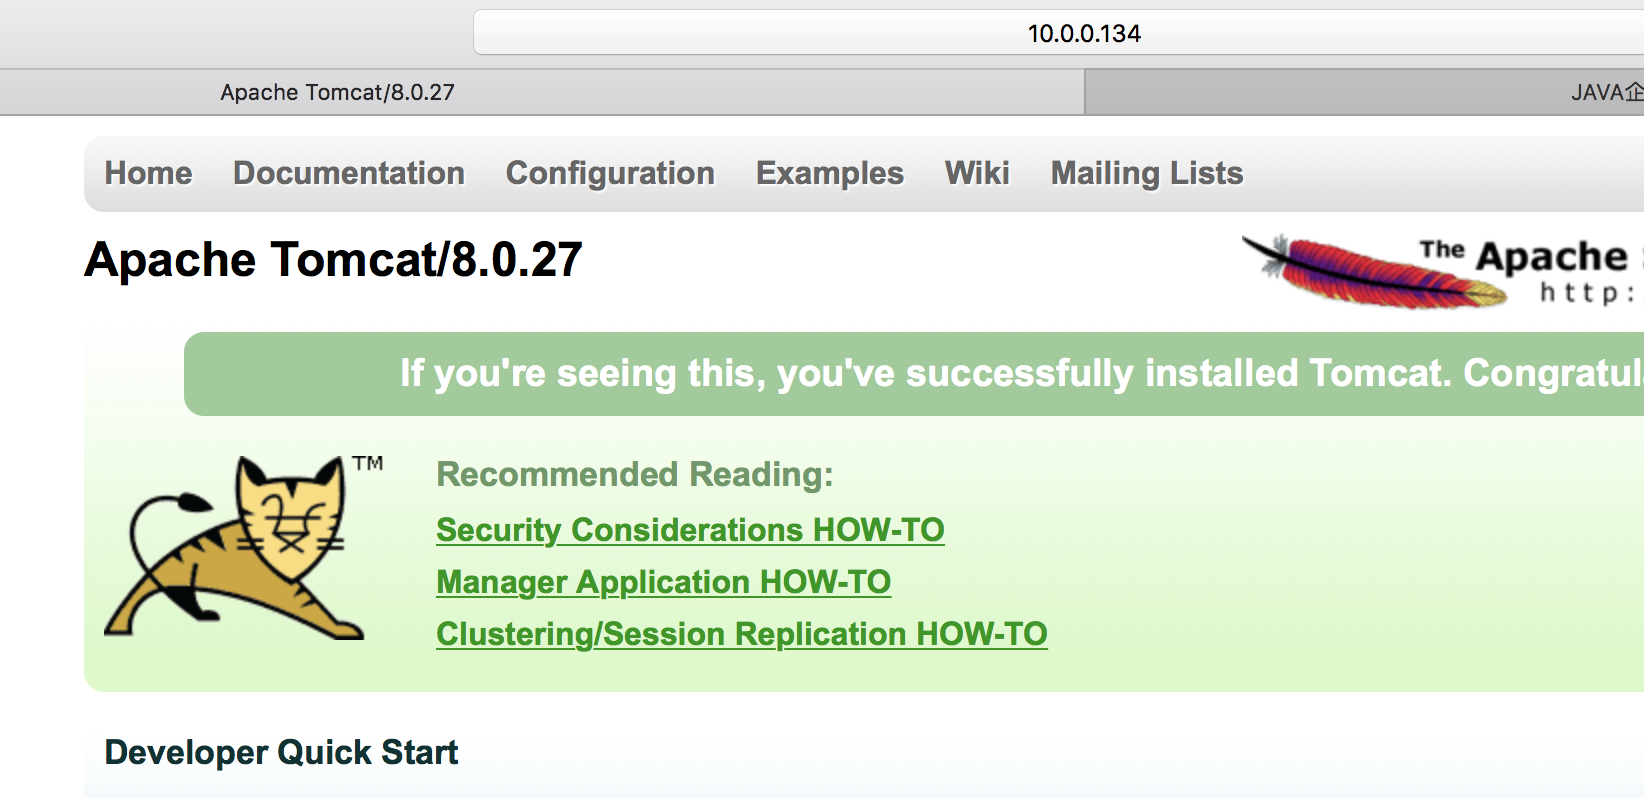 10.0.0.134
Apache Tomcat/8.0.27
JAVA企
Home Documentation Configuration Examples Wiki Mailing Lists
Apache Tomcat/8.0.27
The Apache
http:
If you're seeing this, you've successfully installed Tomcat. Congratul
TM
Recommended Reading:
Security Considerations HOW-TO
Manager Application HOW-TO
Clustering/Session Replication HOW-TO
Developer Quick Start